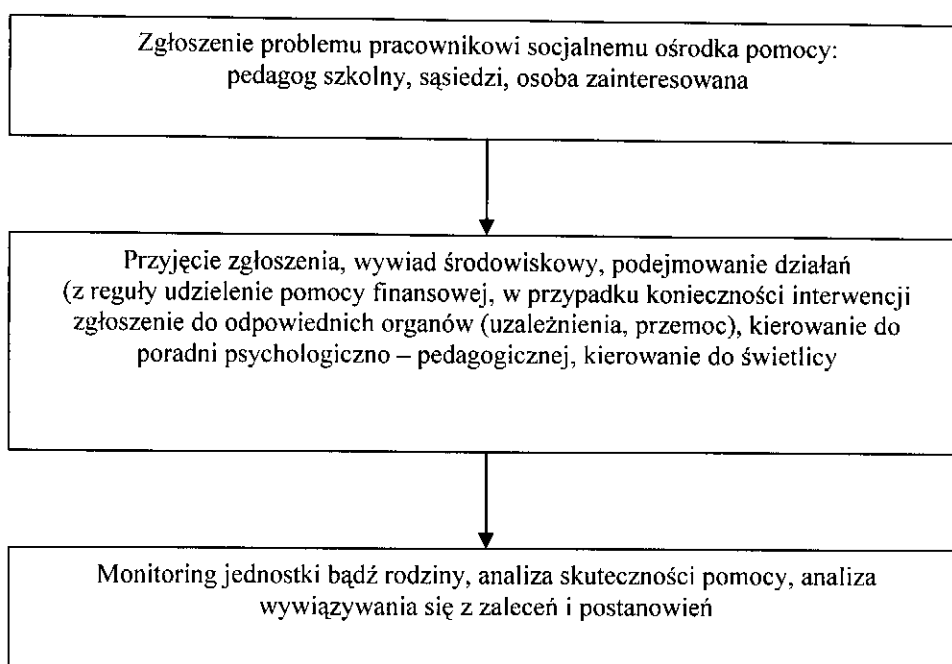 Zgłoszenie problemu pracownikowi socjalnemu ośrodka pomocy:
pedagog szkolny, sąsiedzi, osoba zainteresowana
Przyjęcie zgłoszenia, wywiad środowiskowy, podejmowanie działań
(z reguły udzielenie pomocy finansowej, w przypadku konieczności interwencji
zgłoszenie do odpowiednich organów (uzależnienia, przemoc), kierowanie do
poradni psychologiczno – pedagogicznej, kierowanie do świetlicy
Monitoring jednostki bądź rodziny, analiza skuteczności pomocy, analiza
wywiązywania się z zaleceń i postanowień